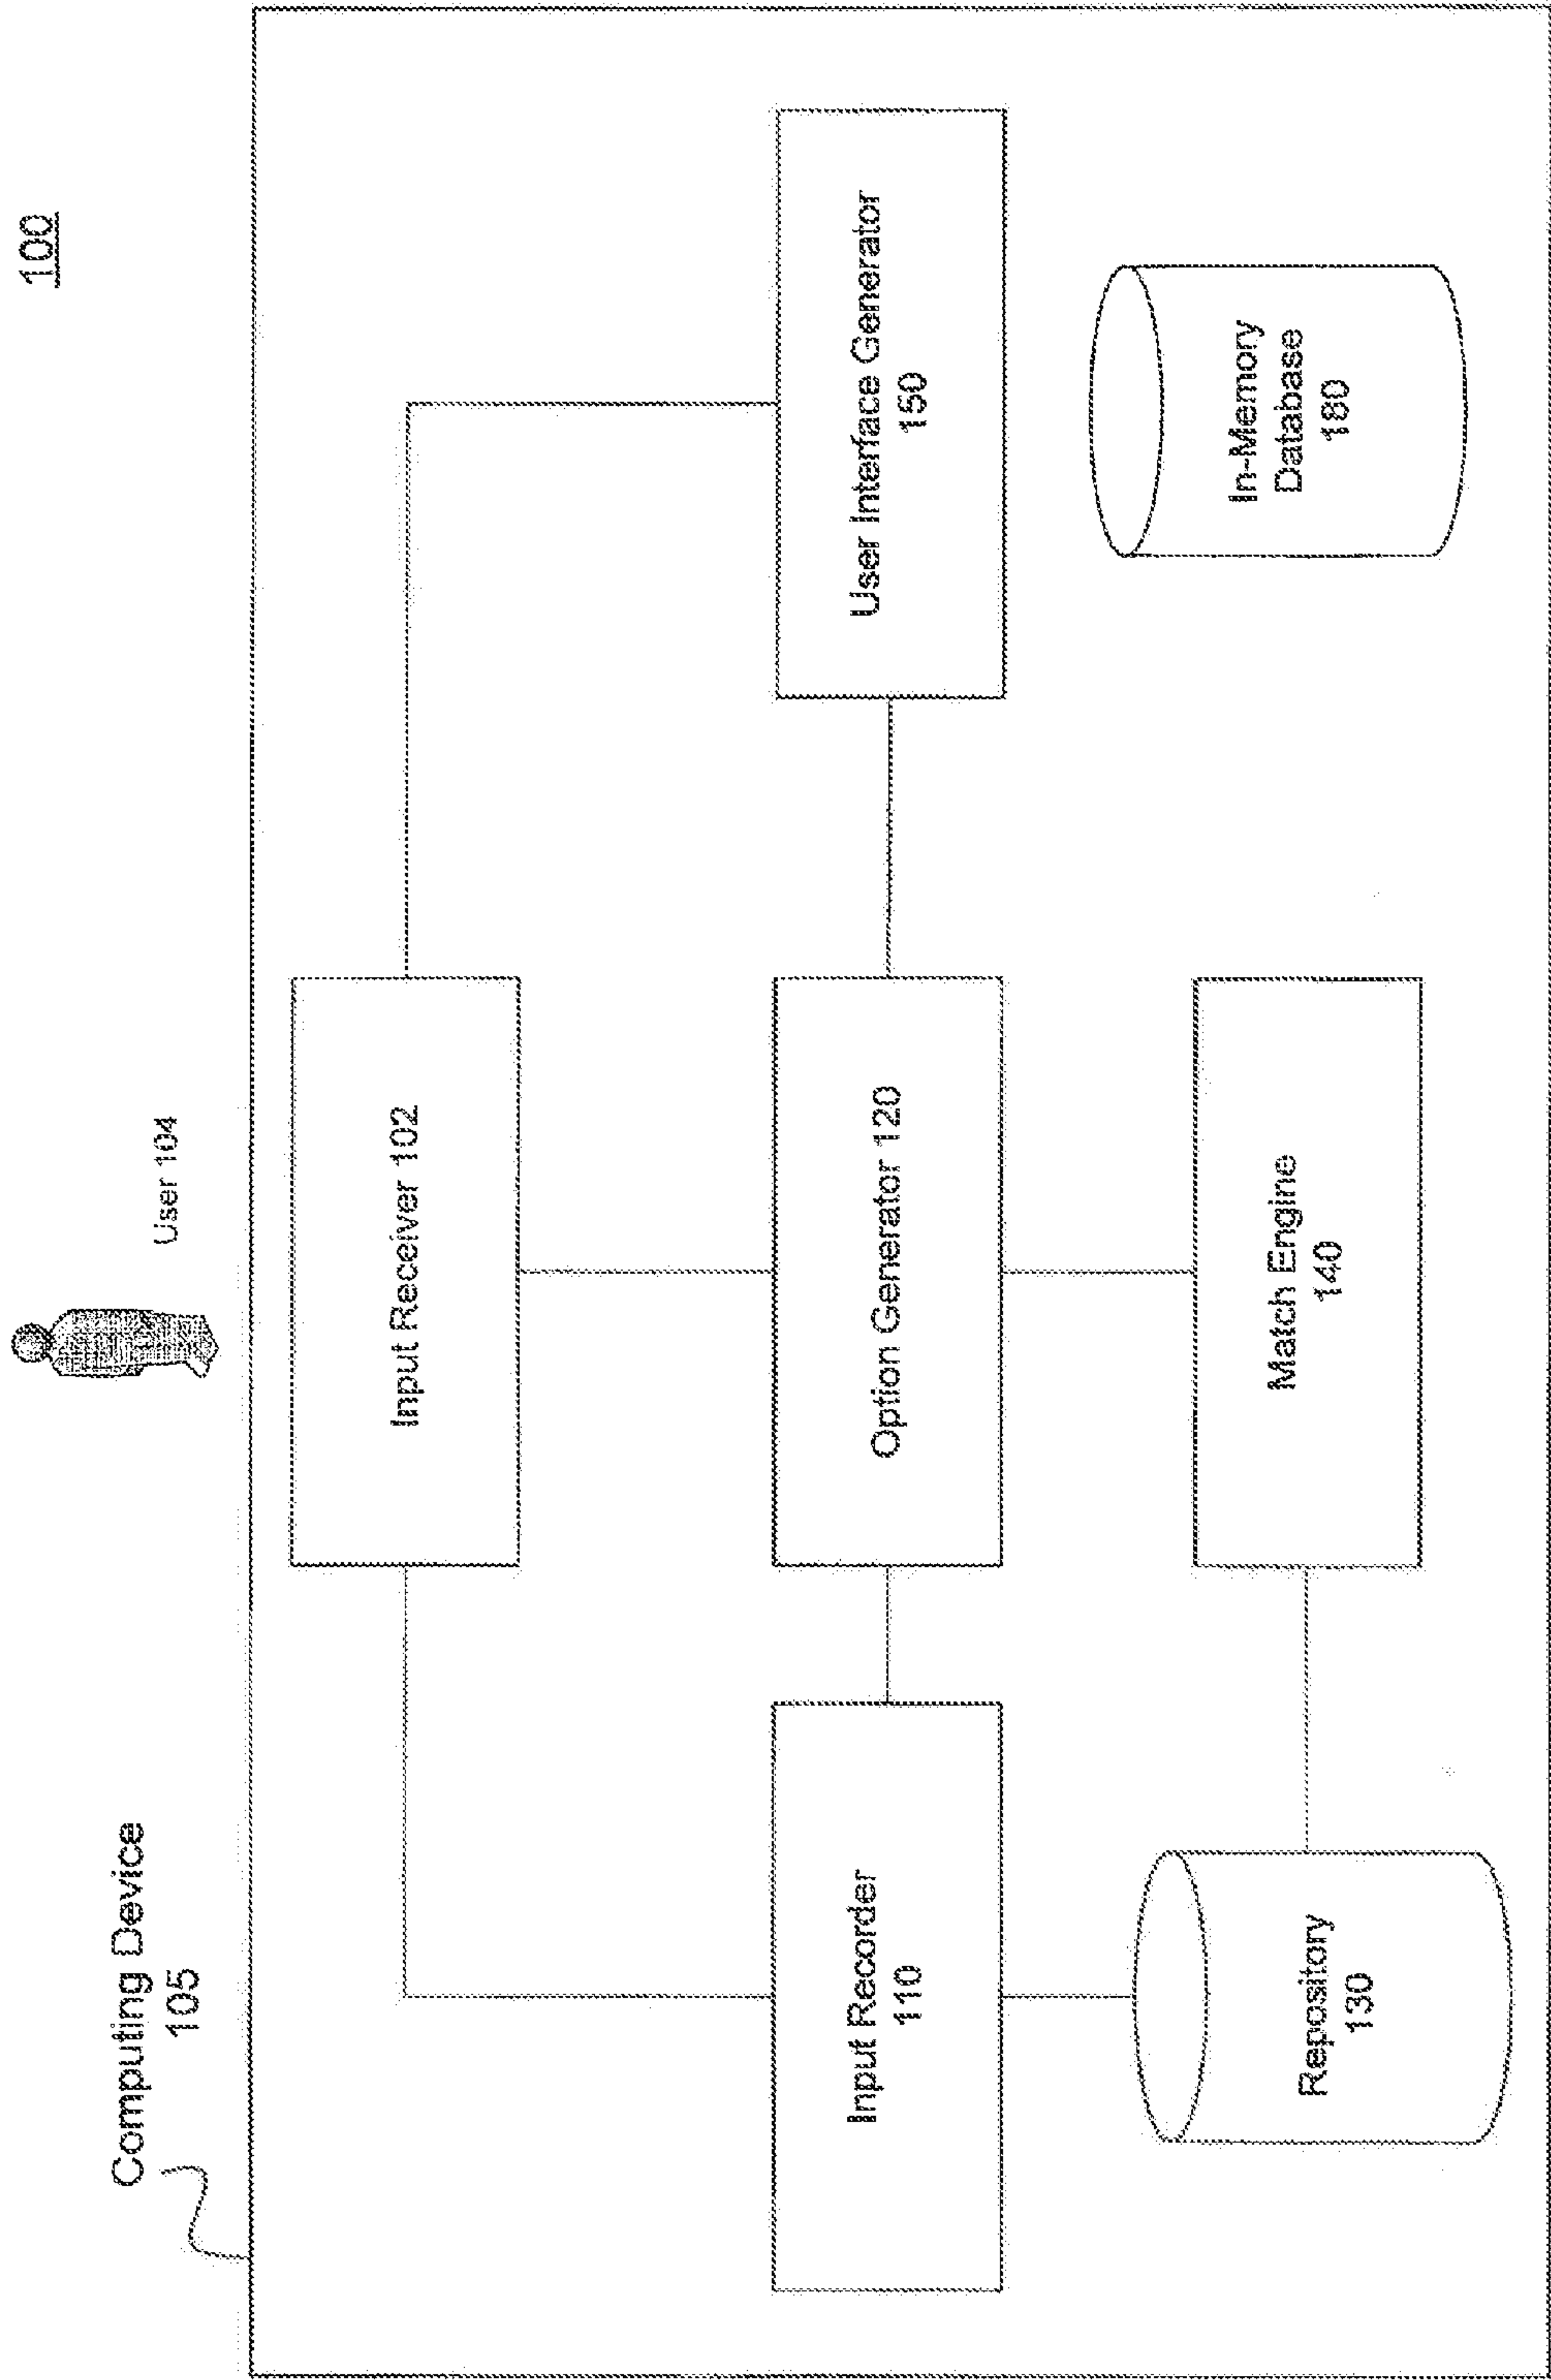 100
User 104
Computing Device
105
Input Receiver 102
Input Recorder
110
Option Generator 120
User Interface Generator
150
Repository
130
Match Engine
140
In-Memory
Database
180